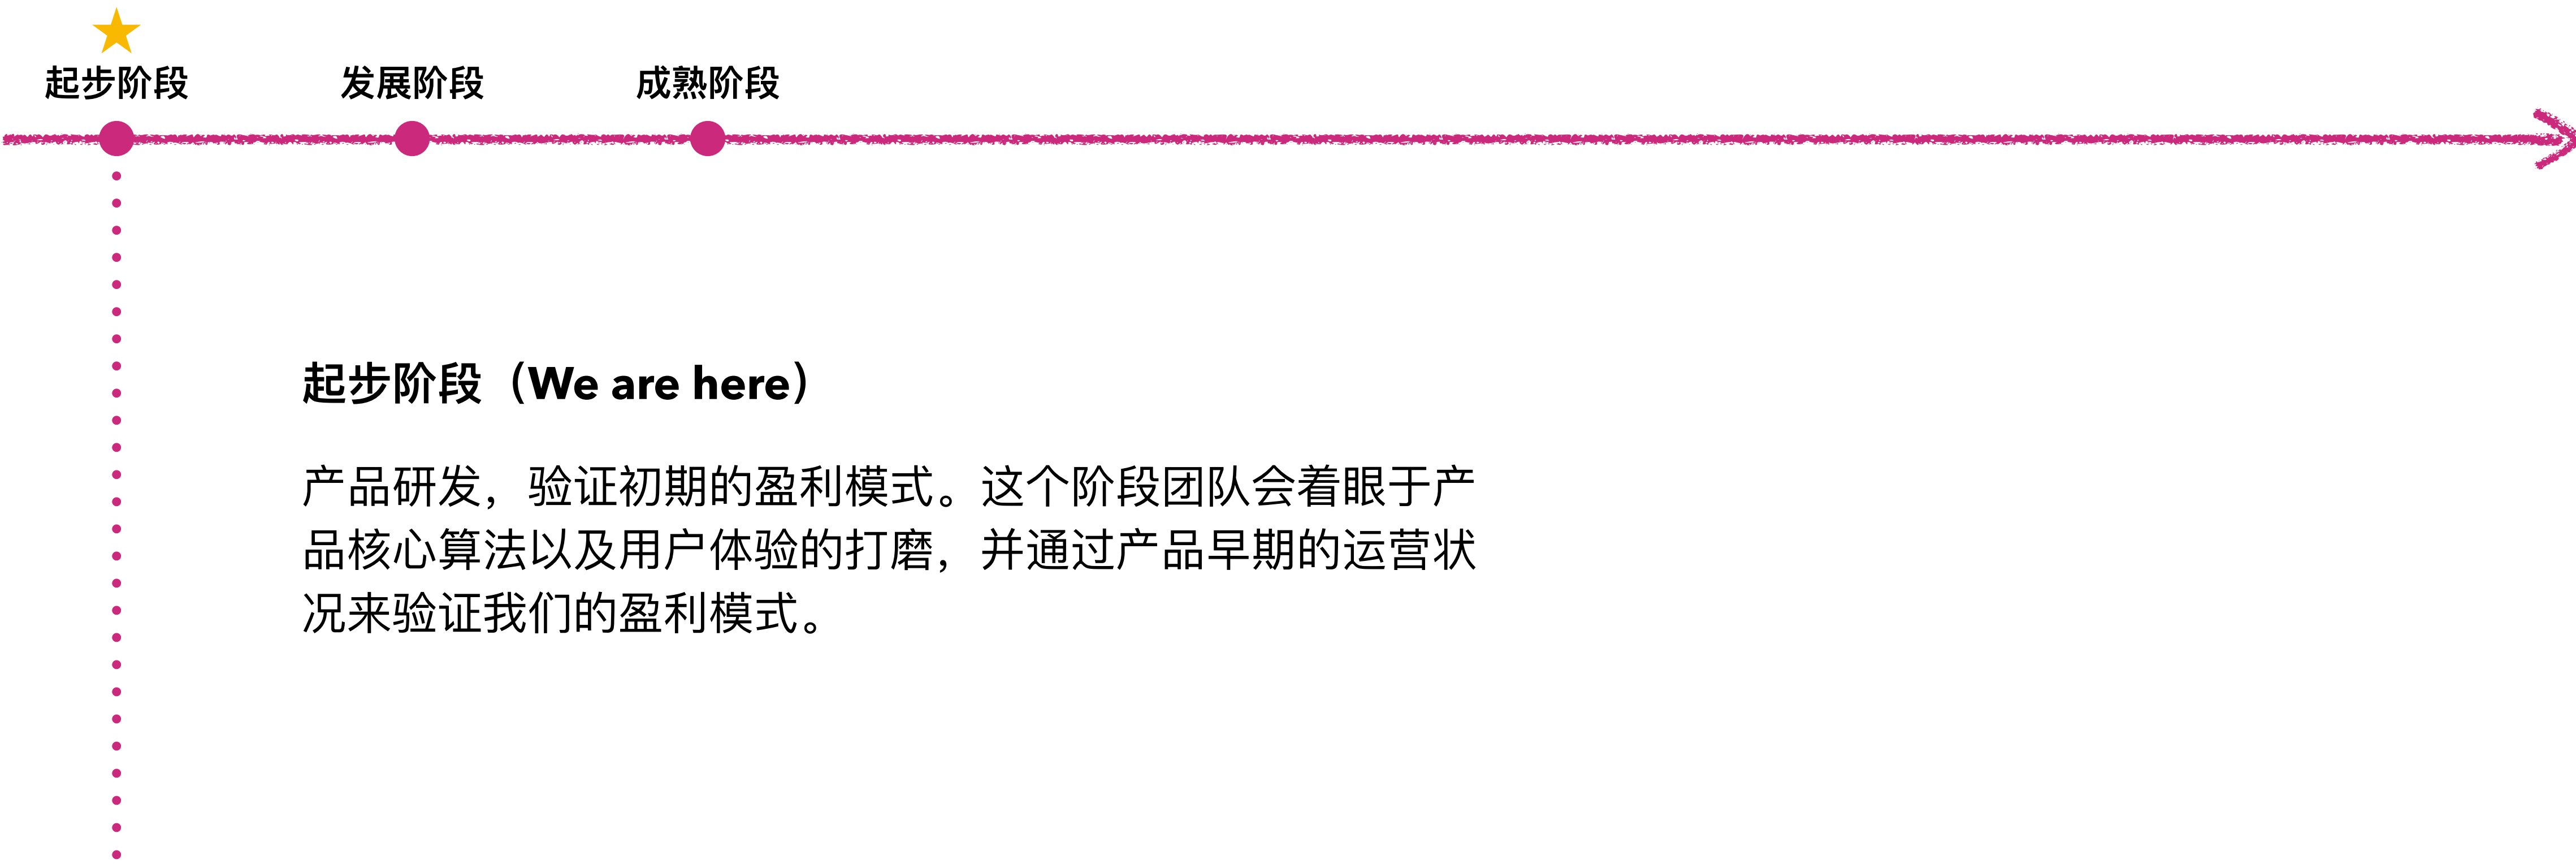 起步阶段
发展阶段
成熟阶段
起步阶段（We are here）
产品研发，验证初期的盈利模式。这个阶段团队会着眼于产
品核心算法以及用户体验的打磨，并通过产品早期的运营状
况来验证我们的盈利模式。